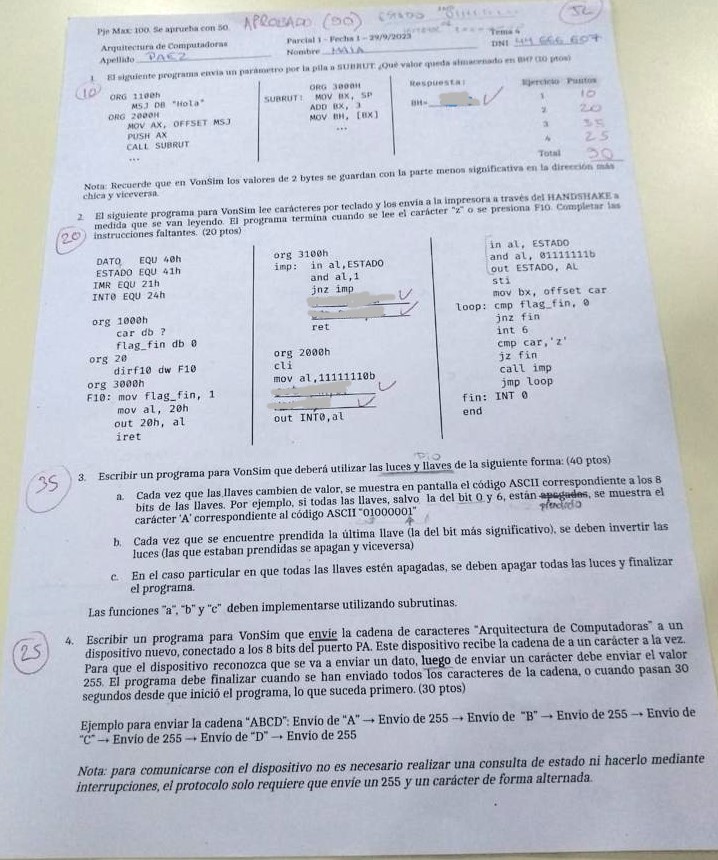 Pje Max: 100. Se aprueba con 50. APROBADO (90)
Arquitectura de Computadoras
Parcial 1 - Fecha 1 - 29/9/2023
Tema 4
Apellido PAEZ
Nombre MAIA
DNI 44 666 607
1. El siguiente programa envía un parámetro por la pila a SUBRUT: ¿Qué valor queda almacenado en BH? (10 ptos)
10
ORG 1100h
MSJ DB "Hola"
ORG 2000H
MOV AX, OFFSET MSJ
PUSH AX
CALL SUBRUT
...
ORG 3000H
SUBRUT: MOV BX, SP
ADD BX, 3
MOV BH, [BX]
...
Respuesta:
BH=
Ejercicio Puntos
1 10
2 20
3 35
4 25
Total 90
Nota: Recuerde que en VonSim los valores de 2 bytes se guardan con la parte menos significativa en la dirección más
chica y viceversa.
2. El siguiente programa para VonSim lee carácteres por teclado y los envia a la impresora a través del HANDSHAKE a
medida que se van leyendo. El programa termina cuando se lee el carácter "z" o se presiona F10. Completar las
instrucciones faltantes. (20 ptos)
20
DATO EQU 40h
ESTADO EQU 41h
IMR EQU 21h
INT0 EQU 24h
org 1000h
car db ?
flag_fin db 0
org 20
dirf10 dw F10
org 3000h
F10: mov flag_fin, 1
mov al, 20h
out 20h, al
iret
org 3100h
imp: in al,ESTADO
and al,1
jnz imp
ret
org 2000h
cli
mov al,11111110b
out INT0,al
in al, ESTADO
and al, 01111111b
out ESTADO, AL
sti
mov bx, offset car
loop: cmp flag_fin, 0
jnz fin
int 6
cmp car,'z'
jz fin
call imp
jmp loop
fin: INT 0
end
PIO
35
3. Escribir un programa para VonSim que deberá utilizar las luces y llaves de la siguiente forma: (40 ptos)
a. Cada vez que las llaves cambien de valor, se muestra en pantalla el código ASCII correspondiente a los 8
bits de las llaves. Por ejemplo, si todas las llaves, salvo la del bit 0 y 6, están apagadas, se muestra el
carácter 'A' correspondiente al código ASCII "01000001"
prendido
b. Cada vez que se encuentre prendida la última llave (la del bit más significativo), se deben invertir las
luces (las que estaban prendidas se apagan y viceversa)
c. En el caso particular en que todas las llaves estén apagadas, se deben apagar todas las luces y finalizar
el programa.
Las funciones "a", "b" y "c" deben implementarse utilizando subrutinas.
25
4. Escribir un programa para VonSim que envíe la cadena de caracteres "Arquitectura de Computadoras" a un
dispositivo nuevo, conectado a los 8 bits del puerto PA. Este dispositivo recibe la cadena de a un carácter a la vez.
Para que el dispositivo reconozca que se va a enviar un dato, luego de enviar un carácter debe enviar el valor
255. El programa debe finalizar cuando se han enviado todos los caracteres de la cadena, o cuando pasan 30
segundos desde que inició el programa, lo que suceda primero. (30 ptos)
Ejemplo para enviar la cadena "ABCD": Envío de "A" → Envío de 255 → Envío de "B" → Envío de 255 → Envío de
"C" → Envío de 255 → Envío de "D" → Envío de 255
Nota: para comunicarse con el dispositivo no es necesario realizar una consulta de estado ni hacerlo mediante
interrupciones, el protocolo solo requiere que envíe un 255 y un carácter de forma alternada.